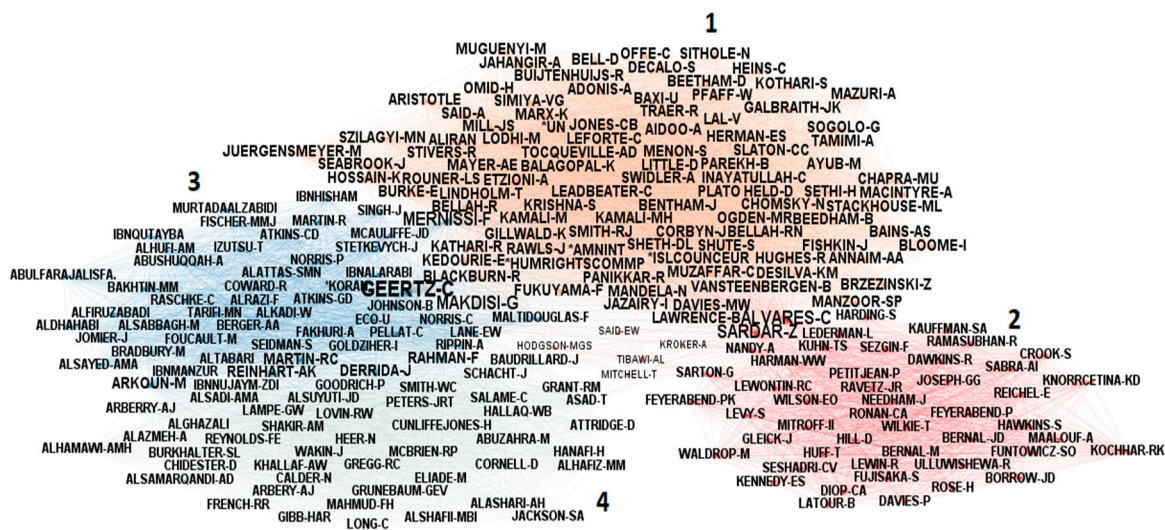 1
MUGUENYI-M
OFFE-C
SITHOLE-N
JAHANGIR-A
BELL-D
DECALO-S
HEINS-C
BUIJTENHUIJS-R
BEETHAM-D
KOTHARI-S
OMID-H
ADONIS-A
BAXI-U
PFAFF-W
MAZURI-A
ARISTOTLE
SIMIYA-VG
TRAER-R
GALBRAITH-JK
SAID-A
MARX-K
LAL-V
MILL-JS
*UN
JONES-CB
AIDOO-A
SOGOLO-G
SZILAGYI-MN
ALIRAN
LODHI-M
LEFORTE-C
HERMAN-ES
TAMIMI-A
JUERGENSMEYER-M
STIVERS-R
TOCQUEVILLE-AD
MENON-S
SLATON-CC
SEABROOK-J
MAYER-AE
BALAGOPAL-K
LITTLE-D
PAREKH-B
AYUB-M
HOSSAIN-K
ROUNER-LS
ETZIONI-A
SWIDLER-A
INAYATULLAH-C
CHAPRA-MU
BURKE-E
LINDHOLM-T
LEADBEATER-C
PLATO
HELD-D
SETHI-H
MACINTYRE-A
BELLAH-R
KRISHNA-S
BENTHAM-J
CHOMSKY-N
STACKHOUSE-ML
MERNISSI-F
KAMALI-M
KAMALI-MH
OGDEN-MR
BEEDHAM-B
GILLWALD-K
SMITH-RJ
CORBYN-J
BELLAH-RN
BAINS-AS
KATHARI-R
RAWLS-J
*AMNINT
SHETH-DL
SHUTE-S
FISHKIN-J
BLOOME-I
KEDOURIE-E
*HUMRIGHTSCOMMP
*ISLCOUNCEUR
HUGHES-R
ANNAIM-AA
BLACKBURN-R
PANIKKAR-R
MUZAFFAR-C
DESILVA-KM
FUKUYAMA-F
MANDELA-N
VANSTEENBERGEN-B
BRZEZINSKI-Z
MAKDISI-G
JAZAIRY-I
DAVIES-MW
MANZOOR-SP
LAWRENCE-B
ALVARES-C
3
IBNHISHAM
MURTADAALZABIDI
SINGH-J
FISCHER-MMJ
MARTIN-R
IBNQUTAYBA
ATKINS-CD
MCAULIFFE-JD
ALHUFI-AM
IZUTSU-T
STETKEVYCH-J
ABUSHUQQAH-A
NORRIS-P
ALATTAS-SMN
IBNALARABI
ABULFARAJALISFA,
COWARD-R
*KORAN
BAKHTIN-MM
GEERTZ-C
RASCHKE-C
ALRAZI-F
ATKINS-GD
JOHNSON-B
ALFIRUZABADI
TARIFI-MN
ALKADI-W
ECO-U
NORRIS-C
MALTIDOUGLAS-F
ALDHAHABI
ALSABBAGH-M
BERGER-AA
FAKHURI-A
PELLAT-C
LANE-EW
JOMIER-J
FOUCAULT-M
SEIDMAN-S
GOLDZIHER-I
RIPPIN-A
BRADBURY-M
ALSAYED-AMA
ALTABARI
MARTIN-RC
RAHMAN-F
BAUDRILLARD-J
IBNMANZUR
REINHART-AK
DERRIDA-J
SCHACHT-J
ARKOUN-M
SAID-EW
HODGSON-MGS
KROKER-A
TIBAWI-AL
MITCHELL-T
2
HARDING-S
SARDAR-Z
KAUFFMAN-SA
LEDERMAN-L
RAMASUBHAN-R
NANDY-A
KUHN-TS
SEZGIN-F
CROOK-S
HARMAN-WW
DAWKINS-R
SABRA-AI
SARTON-G
PETITJEAN-P
JOSEPH-GG
KNORRCETINA-KD
LEWONTIN-RC
RAVETZ-JR
REICHEL-E
FEYERABEND-PK
WILSON-EO
NEEDHAM-J
LEVY-S
RONAN-CA
FEYERABEND-P
MITROFF-II
WILKIE-T
HAWKINS-S
GLEICK-J
HILL-D
BERNAL-JD
MAALOUF-A
WALDROP-M
HUFF-T
BERNAL-M
FUNTOWICZ-SO
KOCHHAR-RK
SESHADRI-CV
LEWIN-R
ULLUWISHEWA-R
KENNEDY-ES
FUJISAKA-S
BORROW-JD
DIOP-CA
ROSE-H
LATOUR-B
DAVIES-P
IBNNUJAYM-ZDI
GOODRICH-P
SMITH-WC
GRANT-RM
ALSADI-AMA
ALSUYUTI-JD
PETERS-JRT
SALAME-C
ASAD-T
ARBERRY-AJ
LAMPE-GW
LOVIN-RW
HALLAQ-WB
ALGHAZALI
SHAKIR-AM
CUNLIFFEJONES-H
ATTRIDGE-D
ALAZMEH-A
REYNOLDS-FE
HEER-N
ABUZAHRA-M
ALHAMAWI-AMH
BURKHALTER-SL
WAKIN-J
MCBRIEN-RP
HANAFI-H
CHIDESTER-D
KHALLAF-AW
GREGG-RC
CORNELL-D
ALHAFIZ-MM
ALSAMARQANDI-AD
CALDER-N
ELIADE-M
ARBERY-AJ
GRUNEBAUM-GEV
FRENCH-RR
MAHMUD-FH
ALASHARI-AH
4
GIBB-HAR
LONG-C
ALSHAFII-MBI
JACKSON-SA